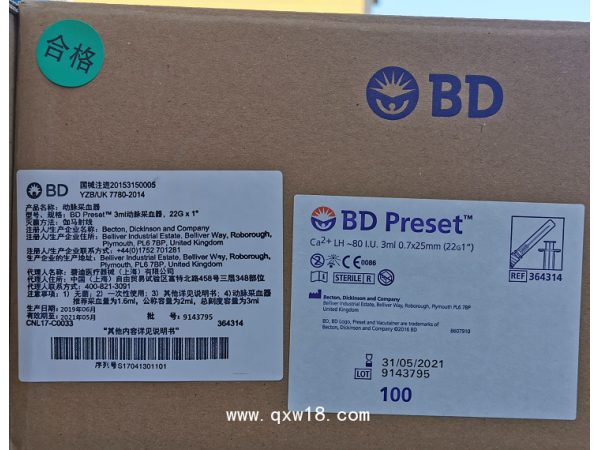 合格
BD
BD
国械注进20153150005
YZB/UK 7780-2014
产品名称：动脉采血器
型号、规格：BD Preset™ 3ml动脉采血器，22G x 1"
灭菌方法：伽马射线
注册人/生产企业名称：Becton, Dickinson and Company
注册人/生产企业住所：Belliver Industrial Estate, Belliver Way, Roborough,
Plymouth, PL6 7BP, United Kingdom
注册人/生产企业联系方式：+44(0)1752 701281
生产企业的生产地址：Belliver Industrial Estate, Belliver Way, Roborough,
Plymouth, PL6 7BP, United Kingdom
代理人名称：碧迪医疗器械（上海）有限公司
代理人住所：中国（上海）自由贸易试验区富特北路458号三层348部位
代理人联系方式：400-821-3091
其他内容：1）无菌；2）一次性使用；3）其它内容详见说明书；4）动脉采血器
推荐采血量为1.6ml，公称容量为2ml，总刻度容量为3ml
生产日期：2019年06月
有效期至：2021年05月 批 号：9143795
CNL17-C0033 364314
"其他内容详见说明书"
序列号S17041301101
BD Preset™
Ca2+ LH ~80 I.U. 3ml 0.7x25mm (22G1")
0086
STERILE R
REF 364314
Becton, Dickinson and Company
Belliver Industrial Estate, Belliver Way, Roborough, Plymouth, PL6 7BP,
United Kingdom
BD, BD Logo, Preset and Vacutainer are trademarks of
Becton, Dickinson and Company ©2016 BD
31/05/2021
LOT 9143795
100
www.qxw18.com